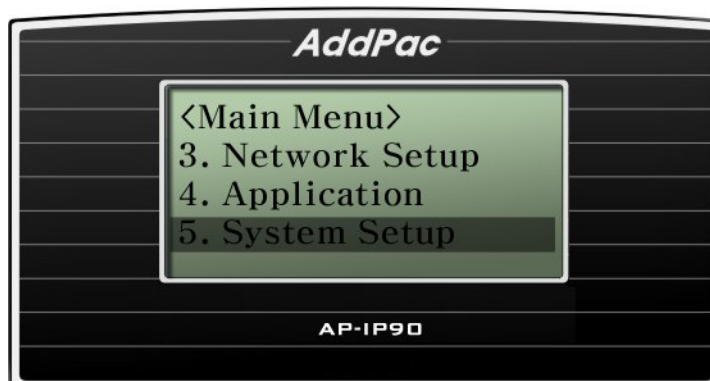 AddPac
<Main Menu>
3. Network Setup
4. Application
5. System Setup
AP-IP90